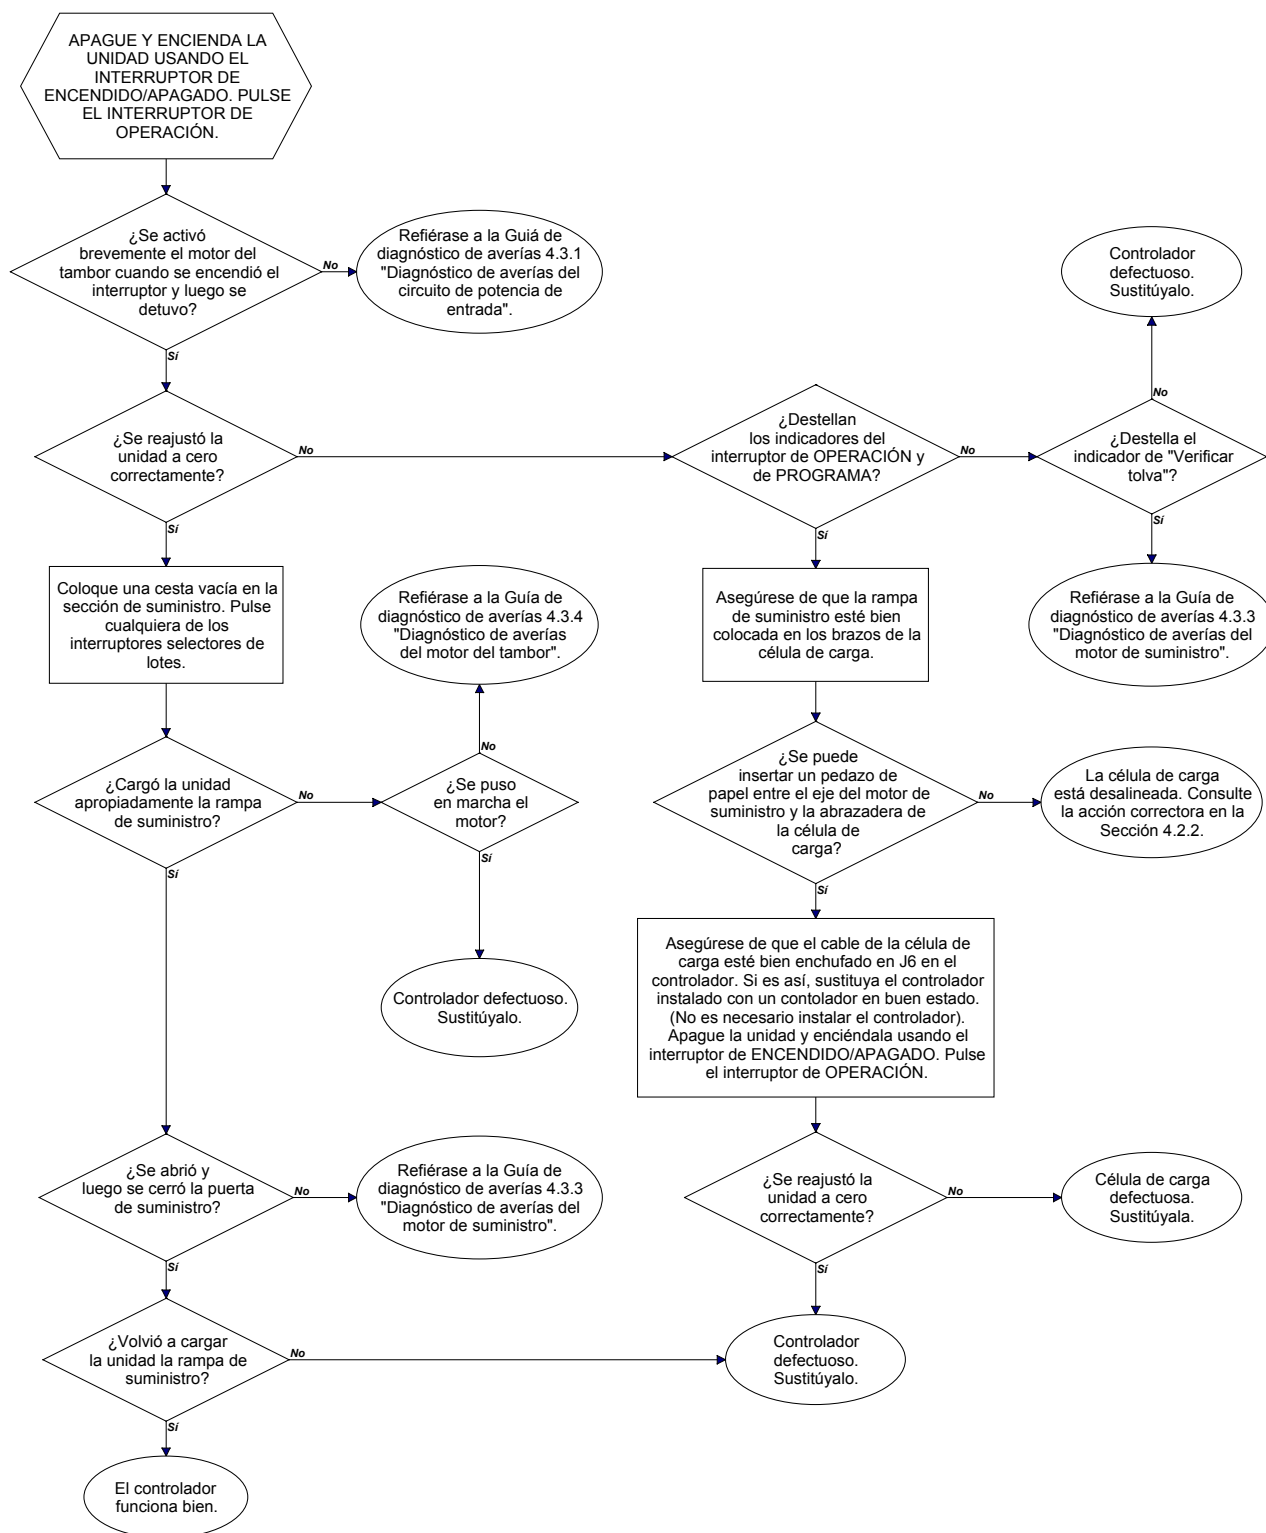 APAGUE Y ENCIENDA LA
UNIDAD USANDO EL
INTERRUPTOR DE
ENCENDIDO/APAGADO. PULSE
EL INTERRUPTOR DE
OPERACIÓN.
¿Se activó
brevemente el motor del
tambor cuando se encendió el
interruptor y luego se
detuvo?
No
Refiérase a la Guiá de
diagnóstico de averías 4.3.1
"Diagnóstico de averías del
circuito de potencia de
entrada".
Sí
¿Se reajustó la
unidad a cero
correctamente?
No
¿Destellan
los indicadores del
interruptor de OPERACIÓN y
de PROGRAMA?
No
¿Destella el
indicador de "Verificar
tolva"?
No
Controlador
defectuoso.
Sustitúyalo.
Sí
Refiérase a la Guía de
diagnóstico de averías 4.3.3
"Diagnóstico de averías del
motor de suministro".
Sí
Asegúrese de que la rampa
de suministro esté bien
colocada en los brazos de la
célula de carga.
¿Se puede
insertar un pedazo de
papel entre el eje del motor de
suministro y la abrazadera de
la célula de
carga?
No
La célula de carga
está desalineada. Consulte
la acción correctora en la
Sección 4.2.2.
Sí
Asegúrese de que el cable de la célula de
carga esté bien enchufado en J6 en el
controlador. Si es así, sustituya el controlador
instalado con un contolador en buen estado.
(No es necesario instalar el controlador).
Apague la unidad y enciéndala usando el
interruptor de ENCENDIDO/APAGADO. Pulse
el interruptor de OPERACIÓN.
¿Se reajustó la
unidad a cero
correctamente?
No
Célula de carga
defectuosa.
Sustitúyala.
Sí
Controlador
defectuoso.
Sustitúyalo.
Sí
Coloque una cesta vacía en la
sección de suministro. Pulse
cualquiera de los
interruptores selectores de
lotes.
¿Cargó la unidad
apropiadamente la rampa
de suministro?
No
¿Se puso
en marcha el
motor?
No
Refiérase a la Guía de
diagnóstico de averías 4.3.4
"Diagnóstico de averías
del motor del tambor".
Sí
Controlador defectuoso.
Sustitúyalo.
Sí
¿Se abrió y
luego se cerró la puerta
de suministro?
No
Refiérase a la Guía de
diagnóstico de averías 4.3.3
"Diagnóstico de averías del
motor de suministro".
Sí
¿Volvió a cargar
la unidad la rampa de
suministro?
No
Sí
El controlador
funciona bien.